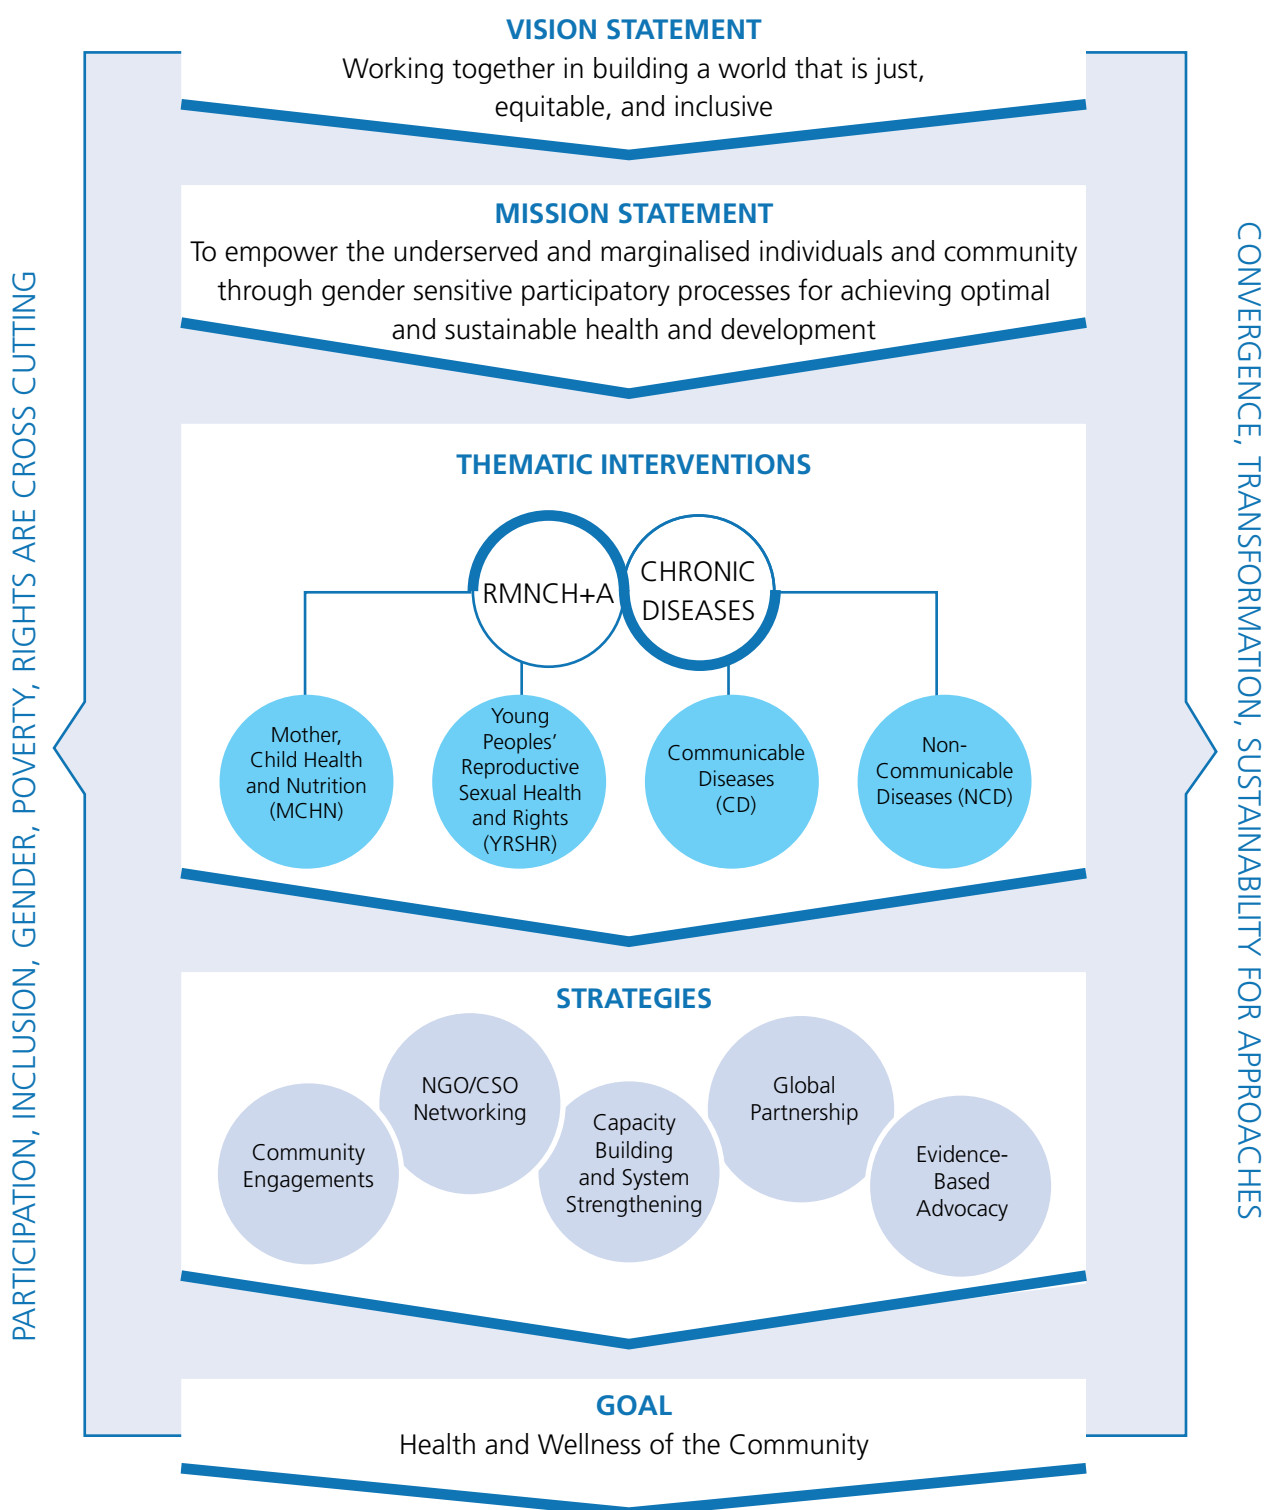 VISION STATEMENT
Working together in building a world that is just,
equitable, and inclusive
MISSION STATEMENT
To empower the underserved and marginalised individuals and community
through gender sensitive participatory processes for achieving optimal
and sustainable health and development
PARTICIPATION, INCLUSION, GENDER, POVERTY, RIGHTS ARE CROSS CUTTING
CONVERGENCE, TRANSFORMATION, SUSTAINABILITY FOR APPROACHES
THEMATIC INTERVENTIONS
RMNCH+A
CHRONIC
DISEASES
Mother,
Child Health
and Nutrition
(MCHN)
Young
Peoples’
Reproductive
Sexual Health
and Rights
(YRSHR)
Communicable
Diseases
(CD)
Non-
Communicable
Diseases (NCD)
STRATEGIES
Community
Engagements
NGO/CSO
Networking
Capacity
Building
and System
Strengthening
Global
Partnership
Evidence-
Based
Advocacy
GOAL
Health and Wellness of the Community